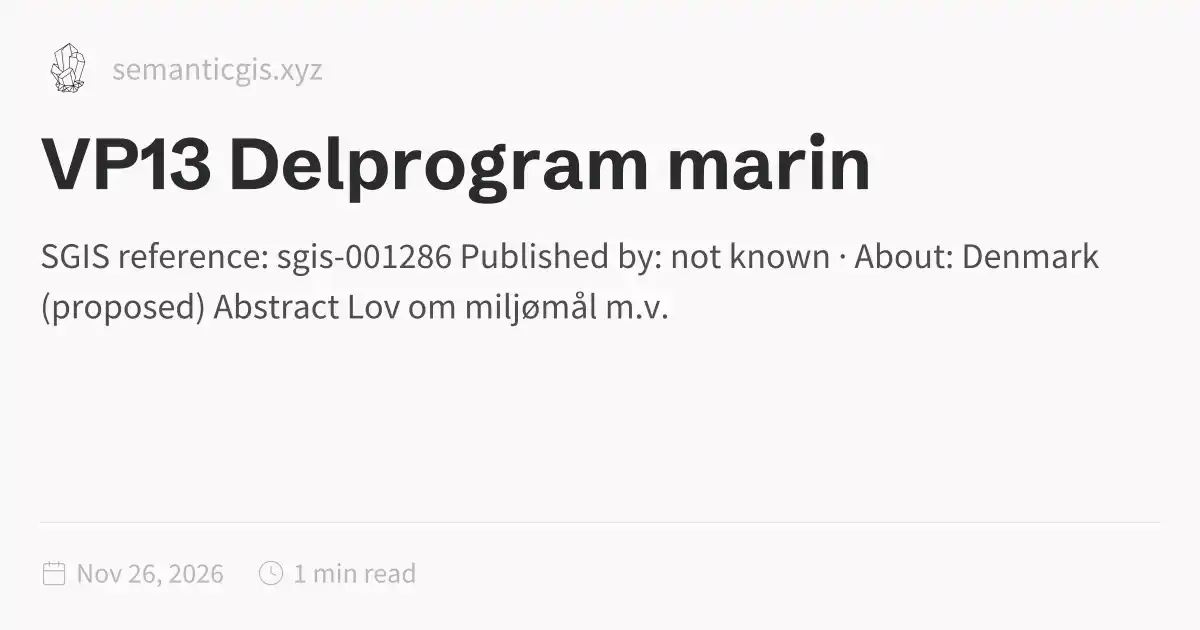 semanticgis.xyz
VP13 Delprogram marin
SGIS reference: sgis-001286 Published by: not known · About: Denmark
(proposed) Abstract Lov om miljømål m.v.
Nov 26, 2026
1 min read